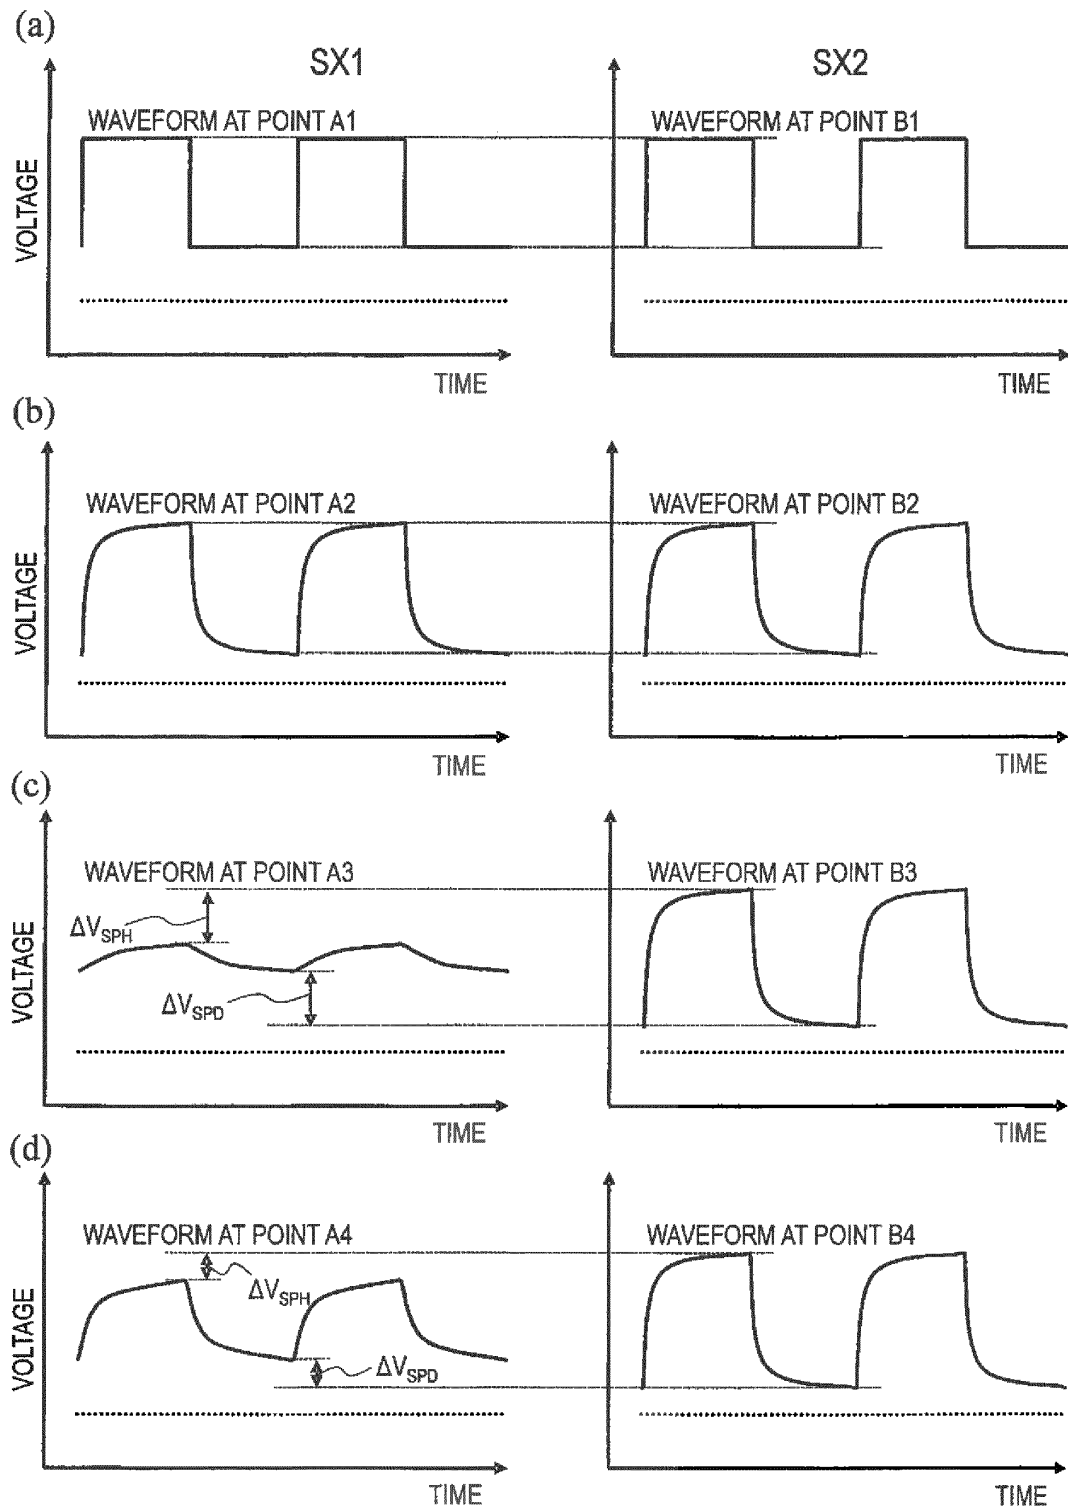 (a)
SX1
SX2
WAVEFORM AT POINT A1
WAVEFORM AT POINT B1
VOLTAGE
TIME
TIME
(b)
WAVEFORM AT POINT A2
WAVEFORM AT POINT B2
VOLTAGE
TIME
TIME
(c)
WAVEFORM AT POINT A3
WAVEFORM AT POINT B3
ΔVSPH
ΔVSPD
VOLTAGE
TIME
TIME
(d)
WAVEFORM AT POINT A4
WAVEFORM AT POINT B4
ΔVSPH
ΔVSPD
VOLTAGE
TIME
TIME